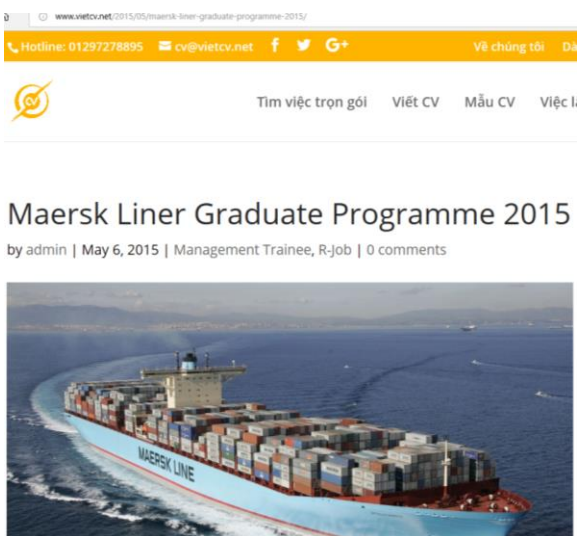 www.vietcv.net/2015/05/maersk-liner-graduate-programme-2015/
Hotline: 01297278895 cv@vietcv.net f G+ Về chúng tôi
CV
Tìm việc trọn gói Viết CV Mẫu CV Việc
Maersk Liner Graduate Programme 2015
by admin | May 6, 2015 | Management Trainee, R-Job | 0 comments
MAERSK LINE